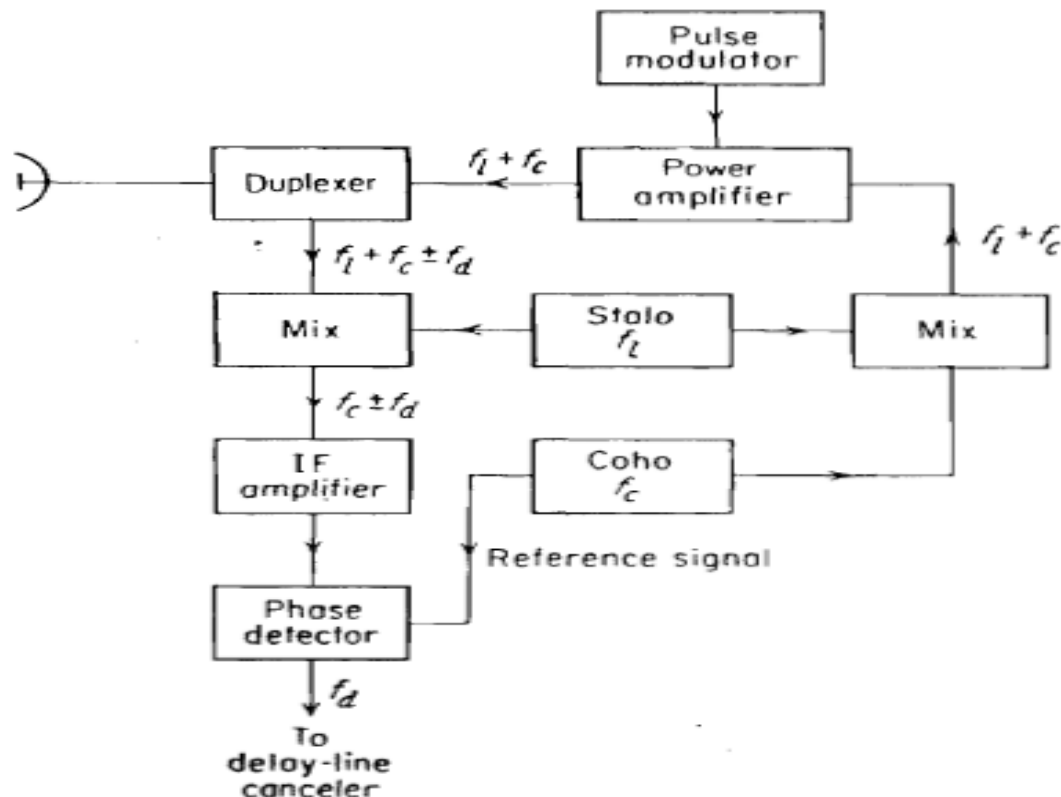 Pulse
modulator
Duplexer
f_l + f_c
Power
amplifier
f_l + f_c ± f_d
f_l + f_c
Mix
Stalo
f_l
Mix
f_c ± f_d
IF
amplifier
Coho
f_c
Reference signal
Phase
detector
f_d
To
delay-line
canceler